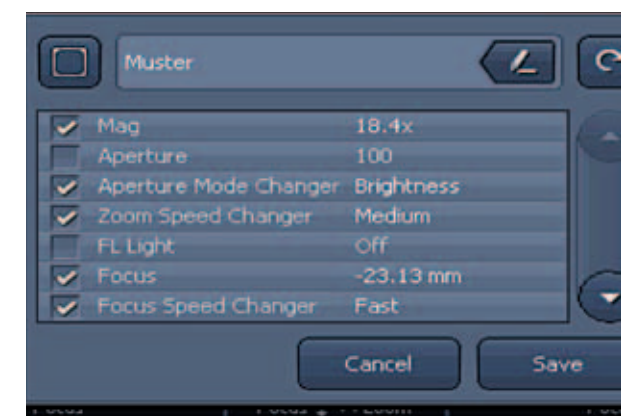 Muster
Mag 18.4x
Aperture 100
Aperture Mode Changer Brightness
Zoom Speed Changer Medium
FL Light Off
Focus -23.13 mm
Focus Speed Changer Fast
Cancel Save